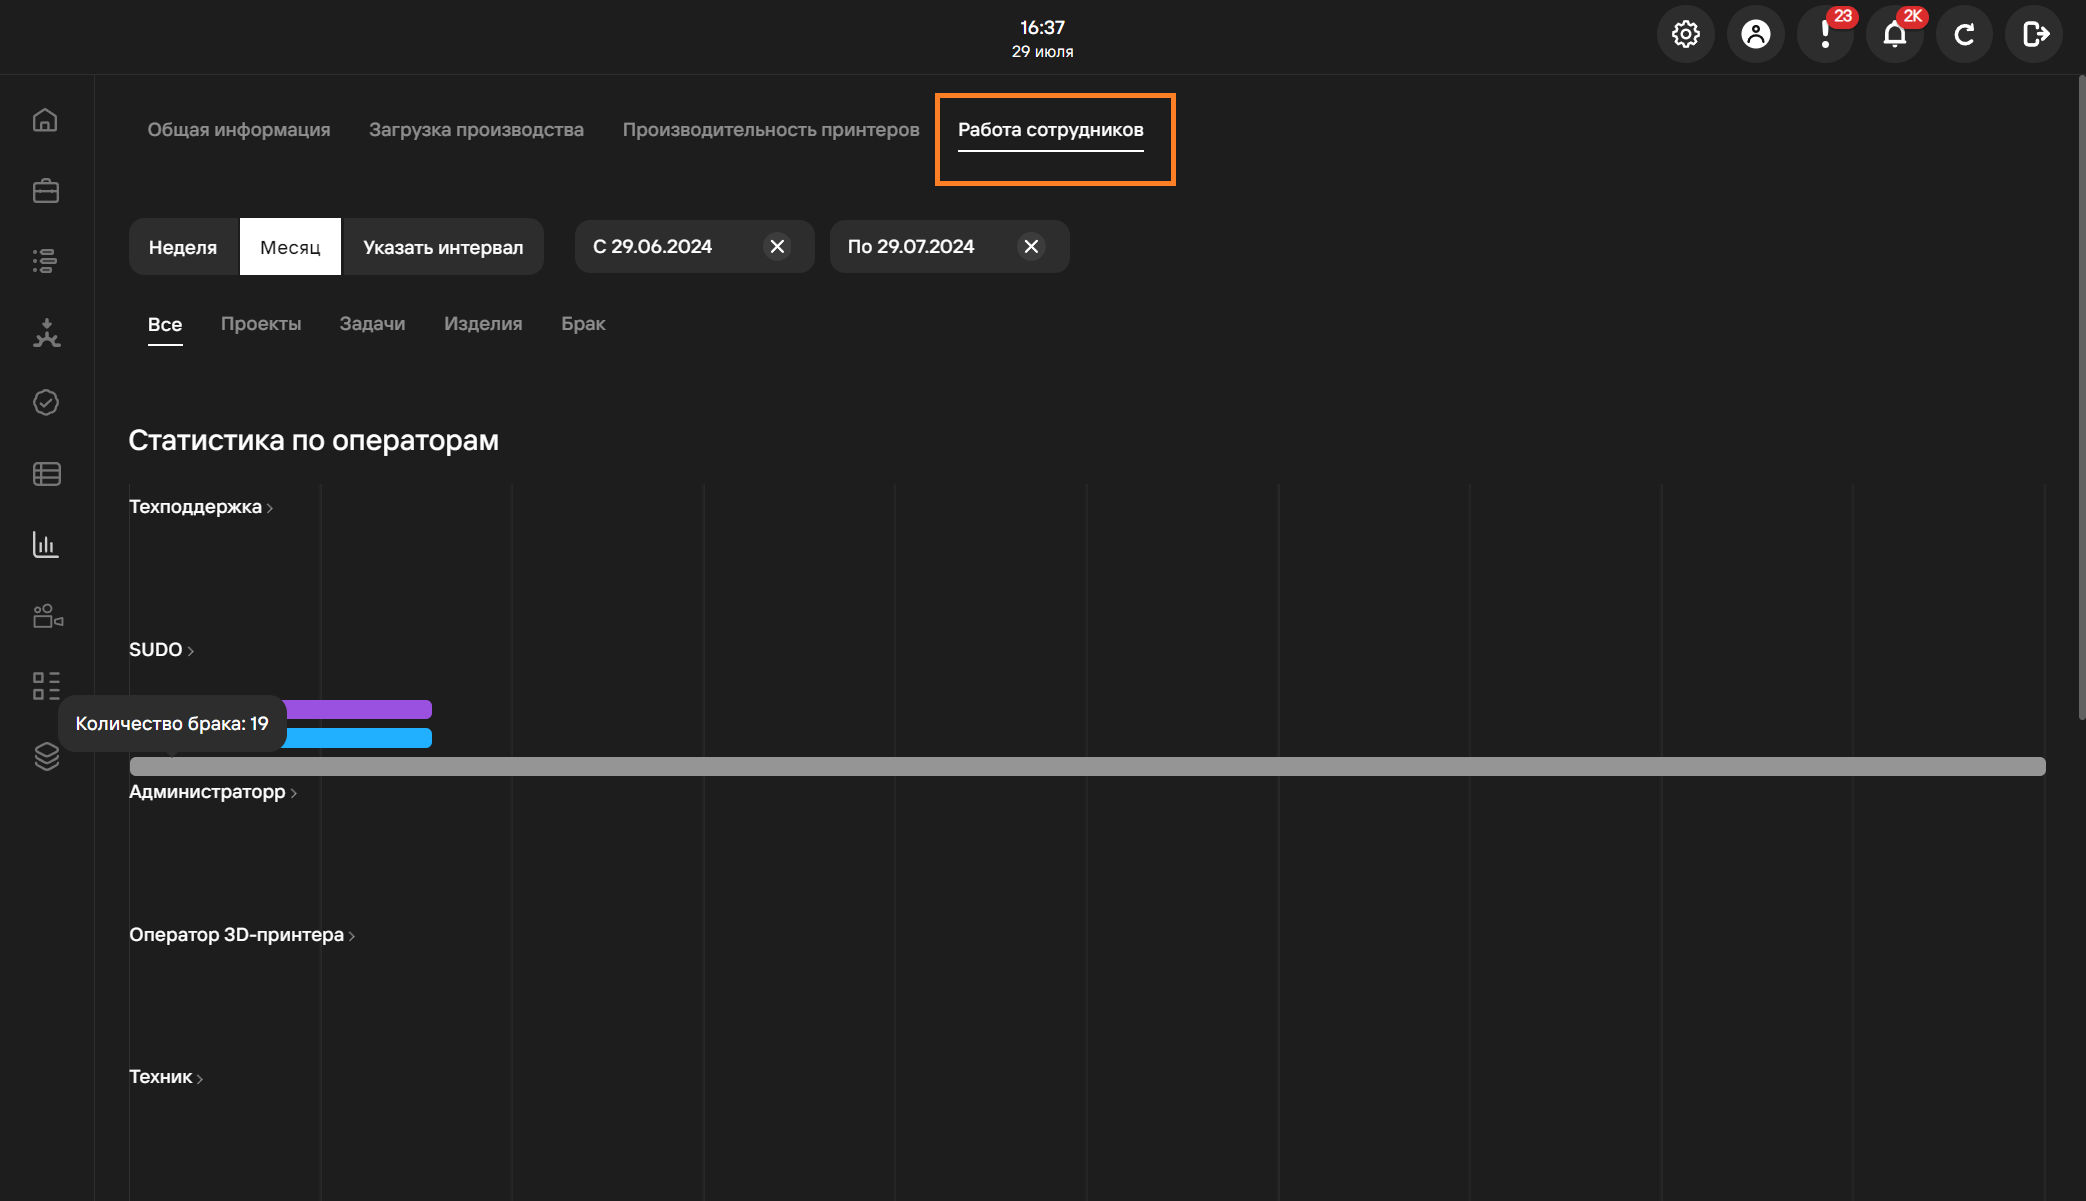 16:37
29 июля
23
2K
Общая информация
Загрузка производства
Производительность принтеров
Работа сотрудников
Неделя
Месяц
Указать интервал
С 29.06.2024
По 29.07.2024
Все
Проекты
Задачи
Изделия
Брак
Статистика по операторам
Техподдержка
SUDO
Количество брака: 19
Администраторр
Оператор 3D-принтера
Техник